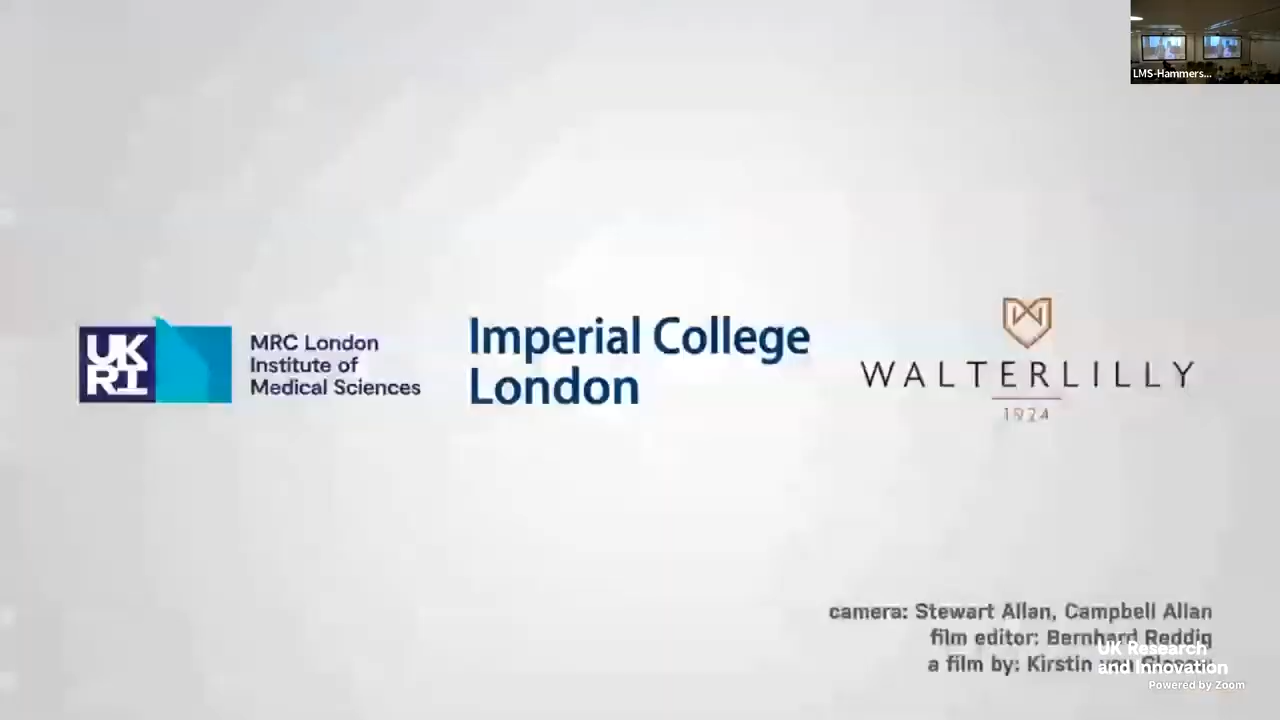 LMS-Hammers...
UK
RI
MRC London
Institute of
Medical Sciences
Imperial College
London
WALTERLILLY
1924
camera: Stewart Allan, Campbell Allan
film editor: Bernhard Reddig
a film by: Kirstin
UK Research
and Innovation
Powered by Zoom